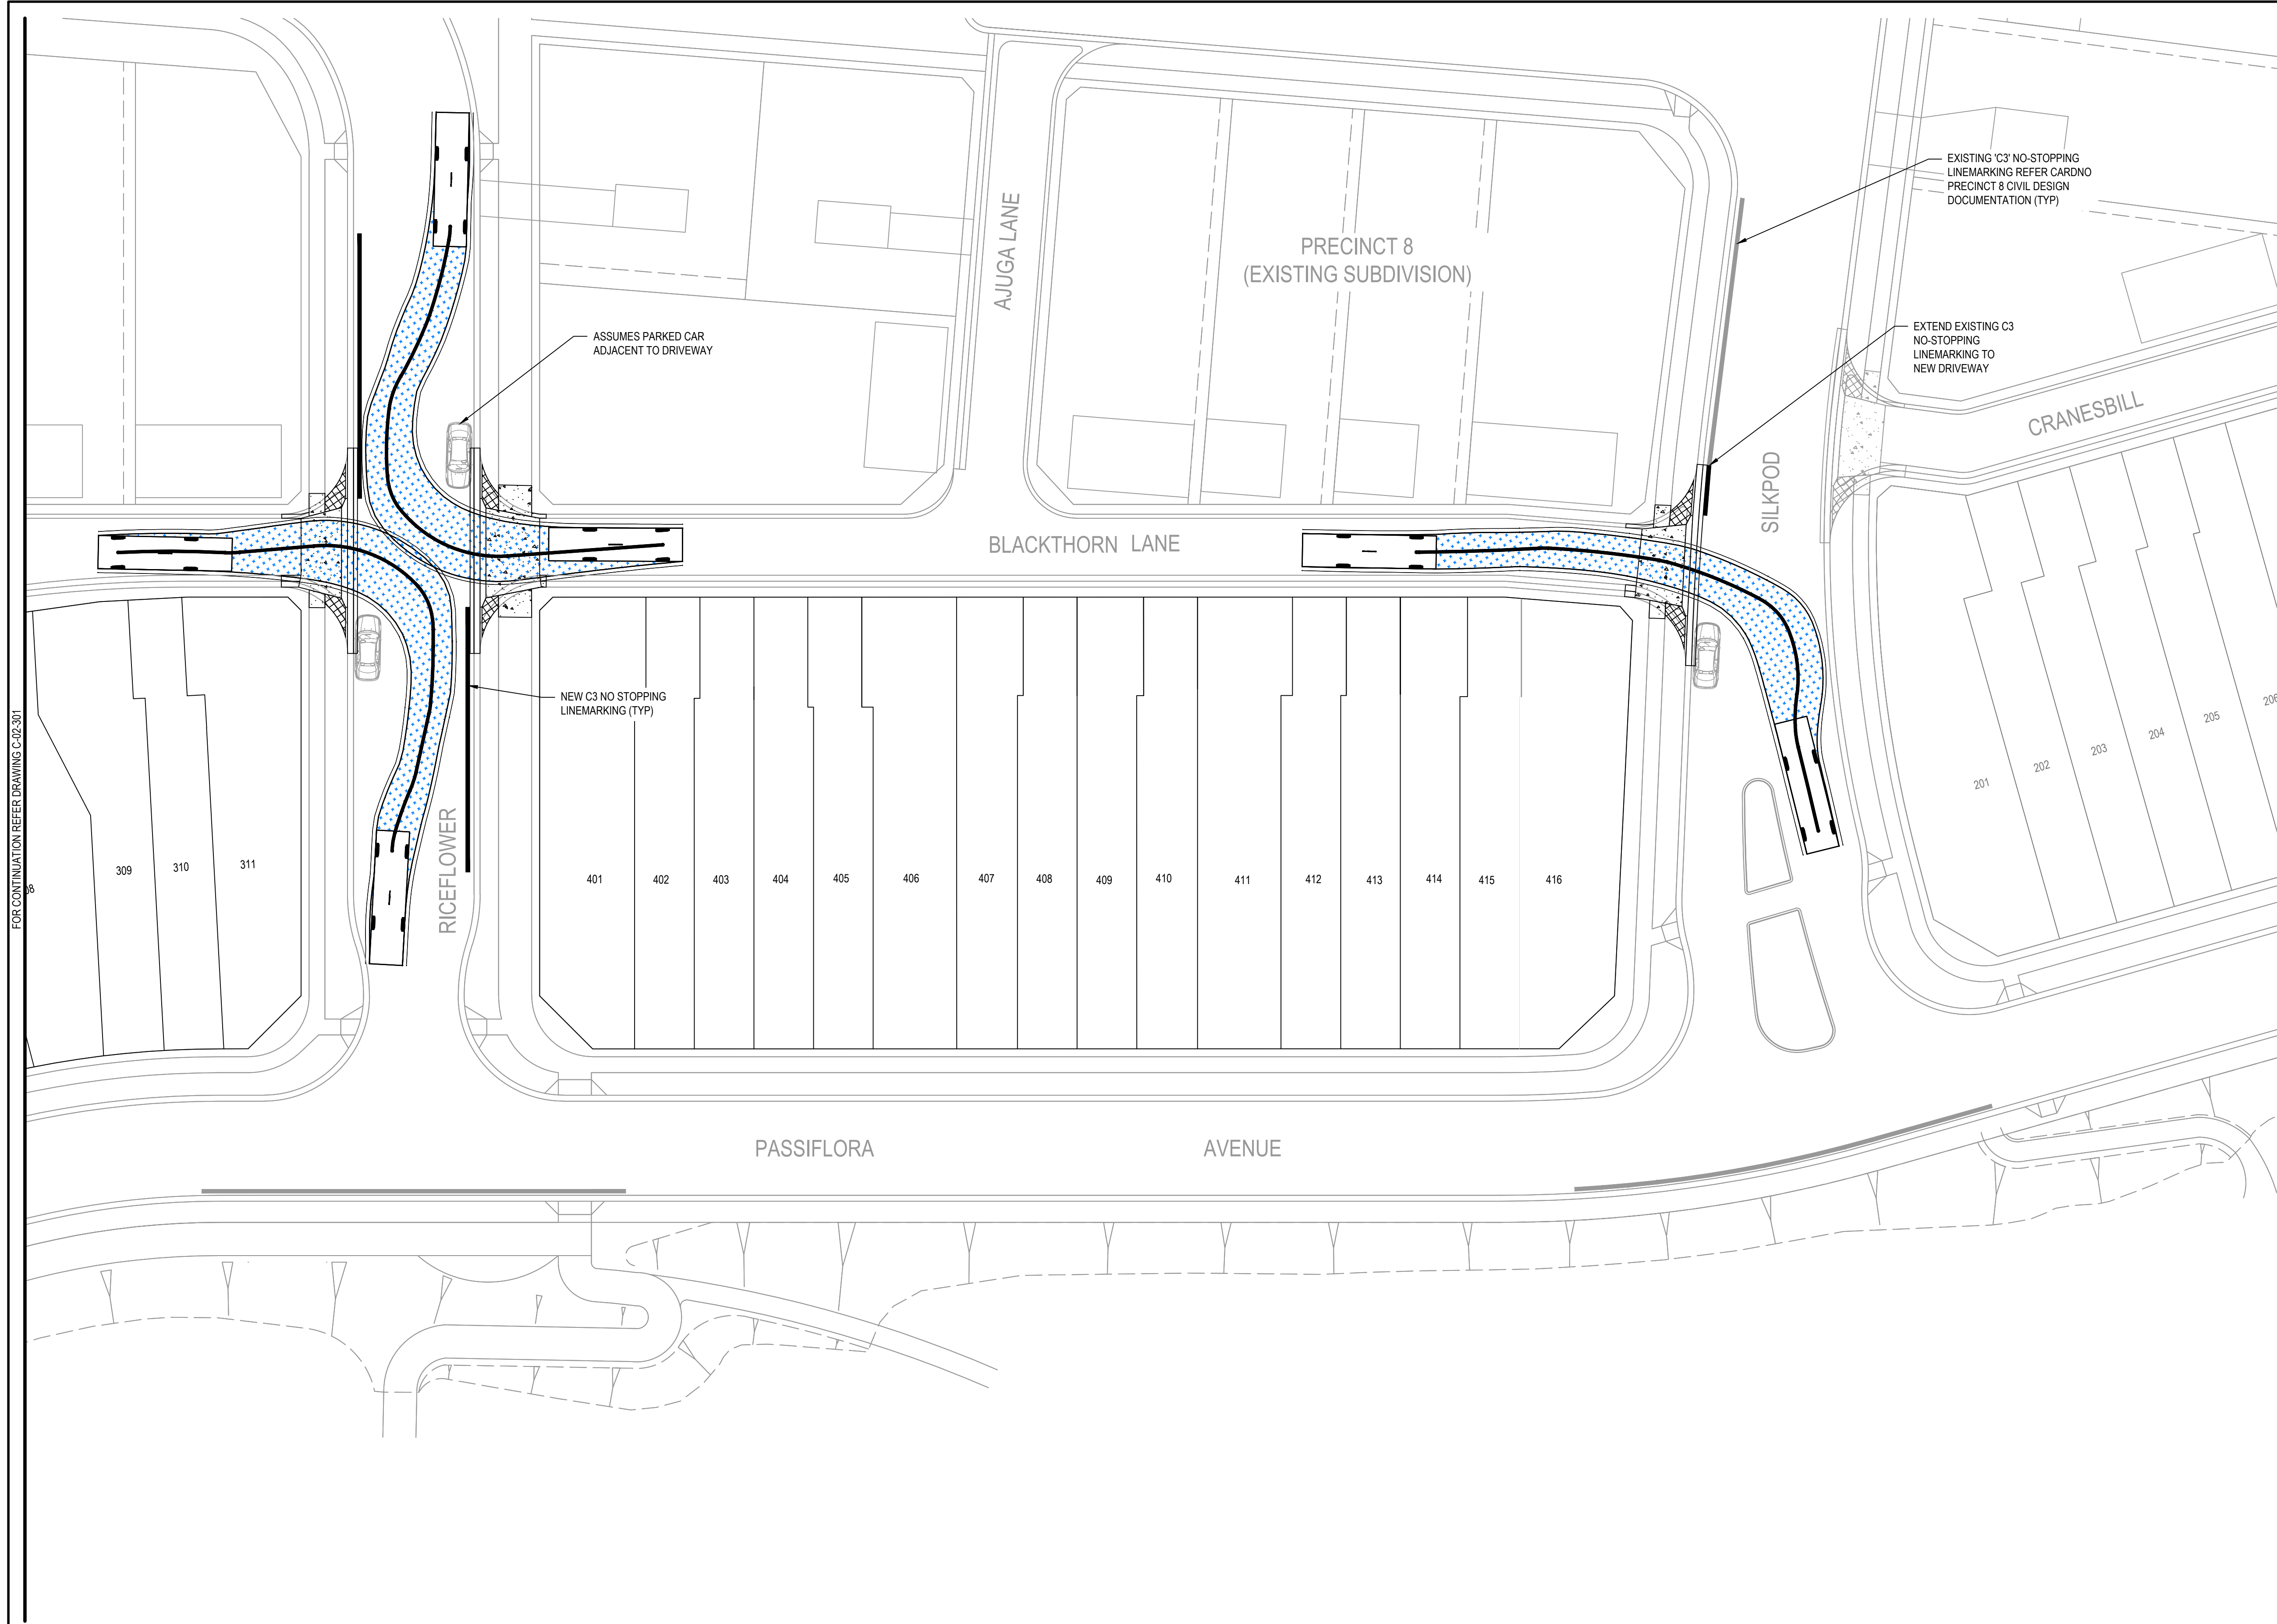 EXISTING 'C3' NO-STOPPING
LINEMARKING REFER CARDNO
PRECINCT 8 CIVIL DESIGN
DOCUMENTATION (TYP)
AJUGA LANE
PRECINCT 8
(EXISTING SUBDIVISION)
ASSUMES PARKED CAR
ADJACENT TO DRIVEWAY
EXTEND EXISTING C3
NO-STOPPING
LINEMARKING TO
NEW DRIVEWAY
CRANESBILL
SILKPOD
BLACKTHORN LANE
NEW C3 NO STOPPING
LINEMARKING (TYP)
FOR CONTINUATION REFER DRAWING C-02-301
RICEFLOWER
201
202
203
204
205
206
309
310
311
401
402
403
404
405
406
407
408
409
410
411
412
413
414
415
416
PASSIFLORA AVENUE